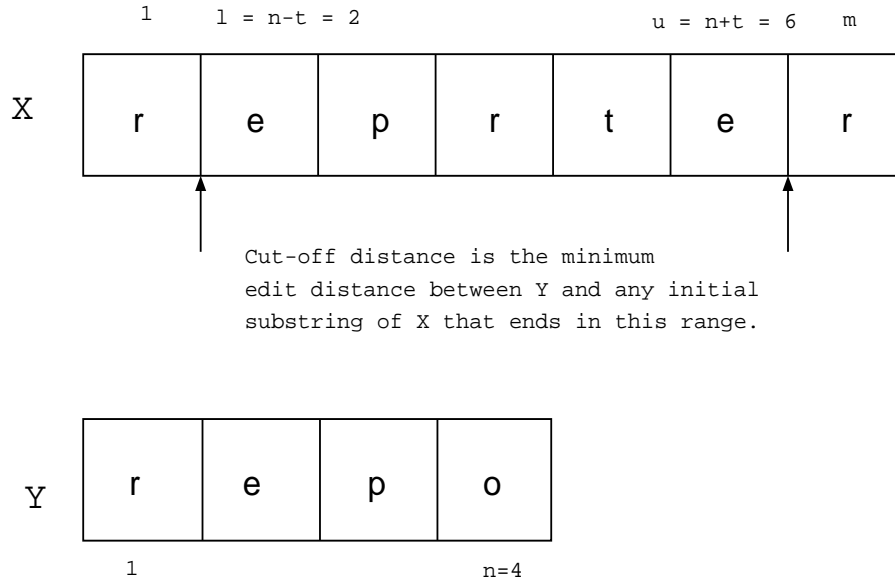 1 l = n-t = 2 u = n+t = 6 m
X r e p r t e r
Cut-off distance is the minimum
edit distance between Y and any initial
substring of X that ends in this range.
Y r e p o
1 n=4